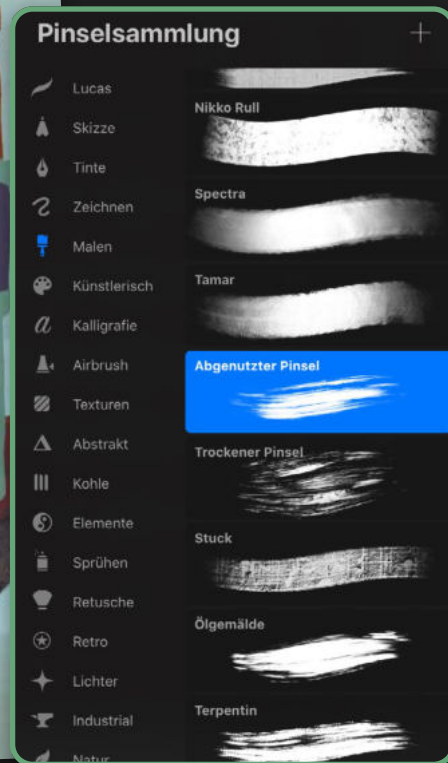 Pinselsammlung
Lucas
Skizze
Tinte
Zeichnen
Malen
Künstlerisch
Kalligrafie
Airbrush
Texturen
Abstrakt
Kohle
Elemente
Sprühen
Retusche
Retro
Lichter
Industrial
Natur
Nikko Rull
Spectra
Tamar
Abgenutzter Pinsel
Trockener Pinsel
Stuck
Ölgemälde
Terpentin